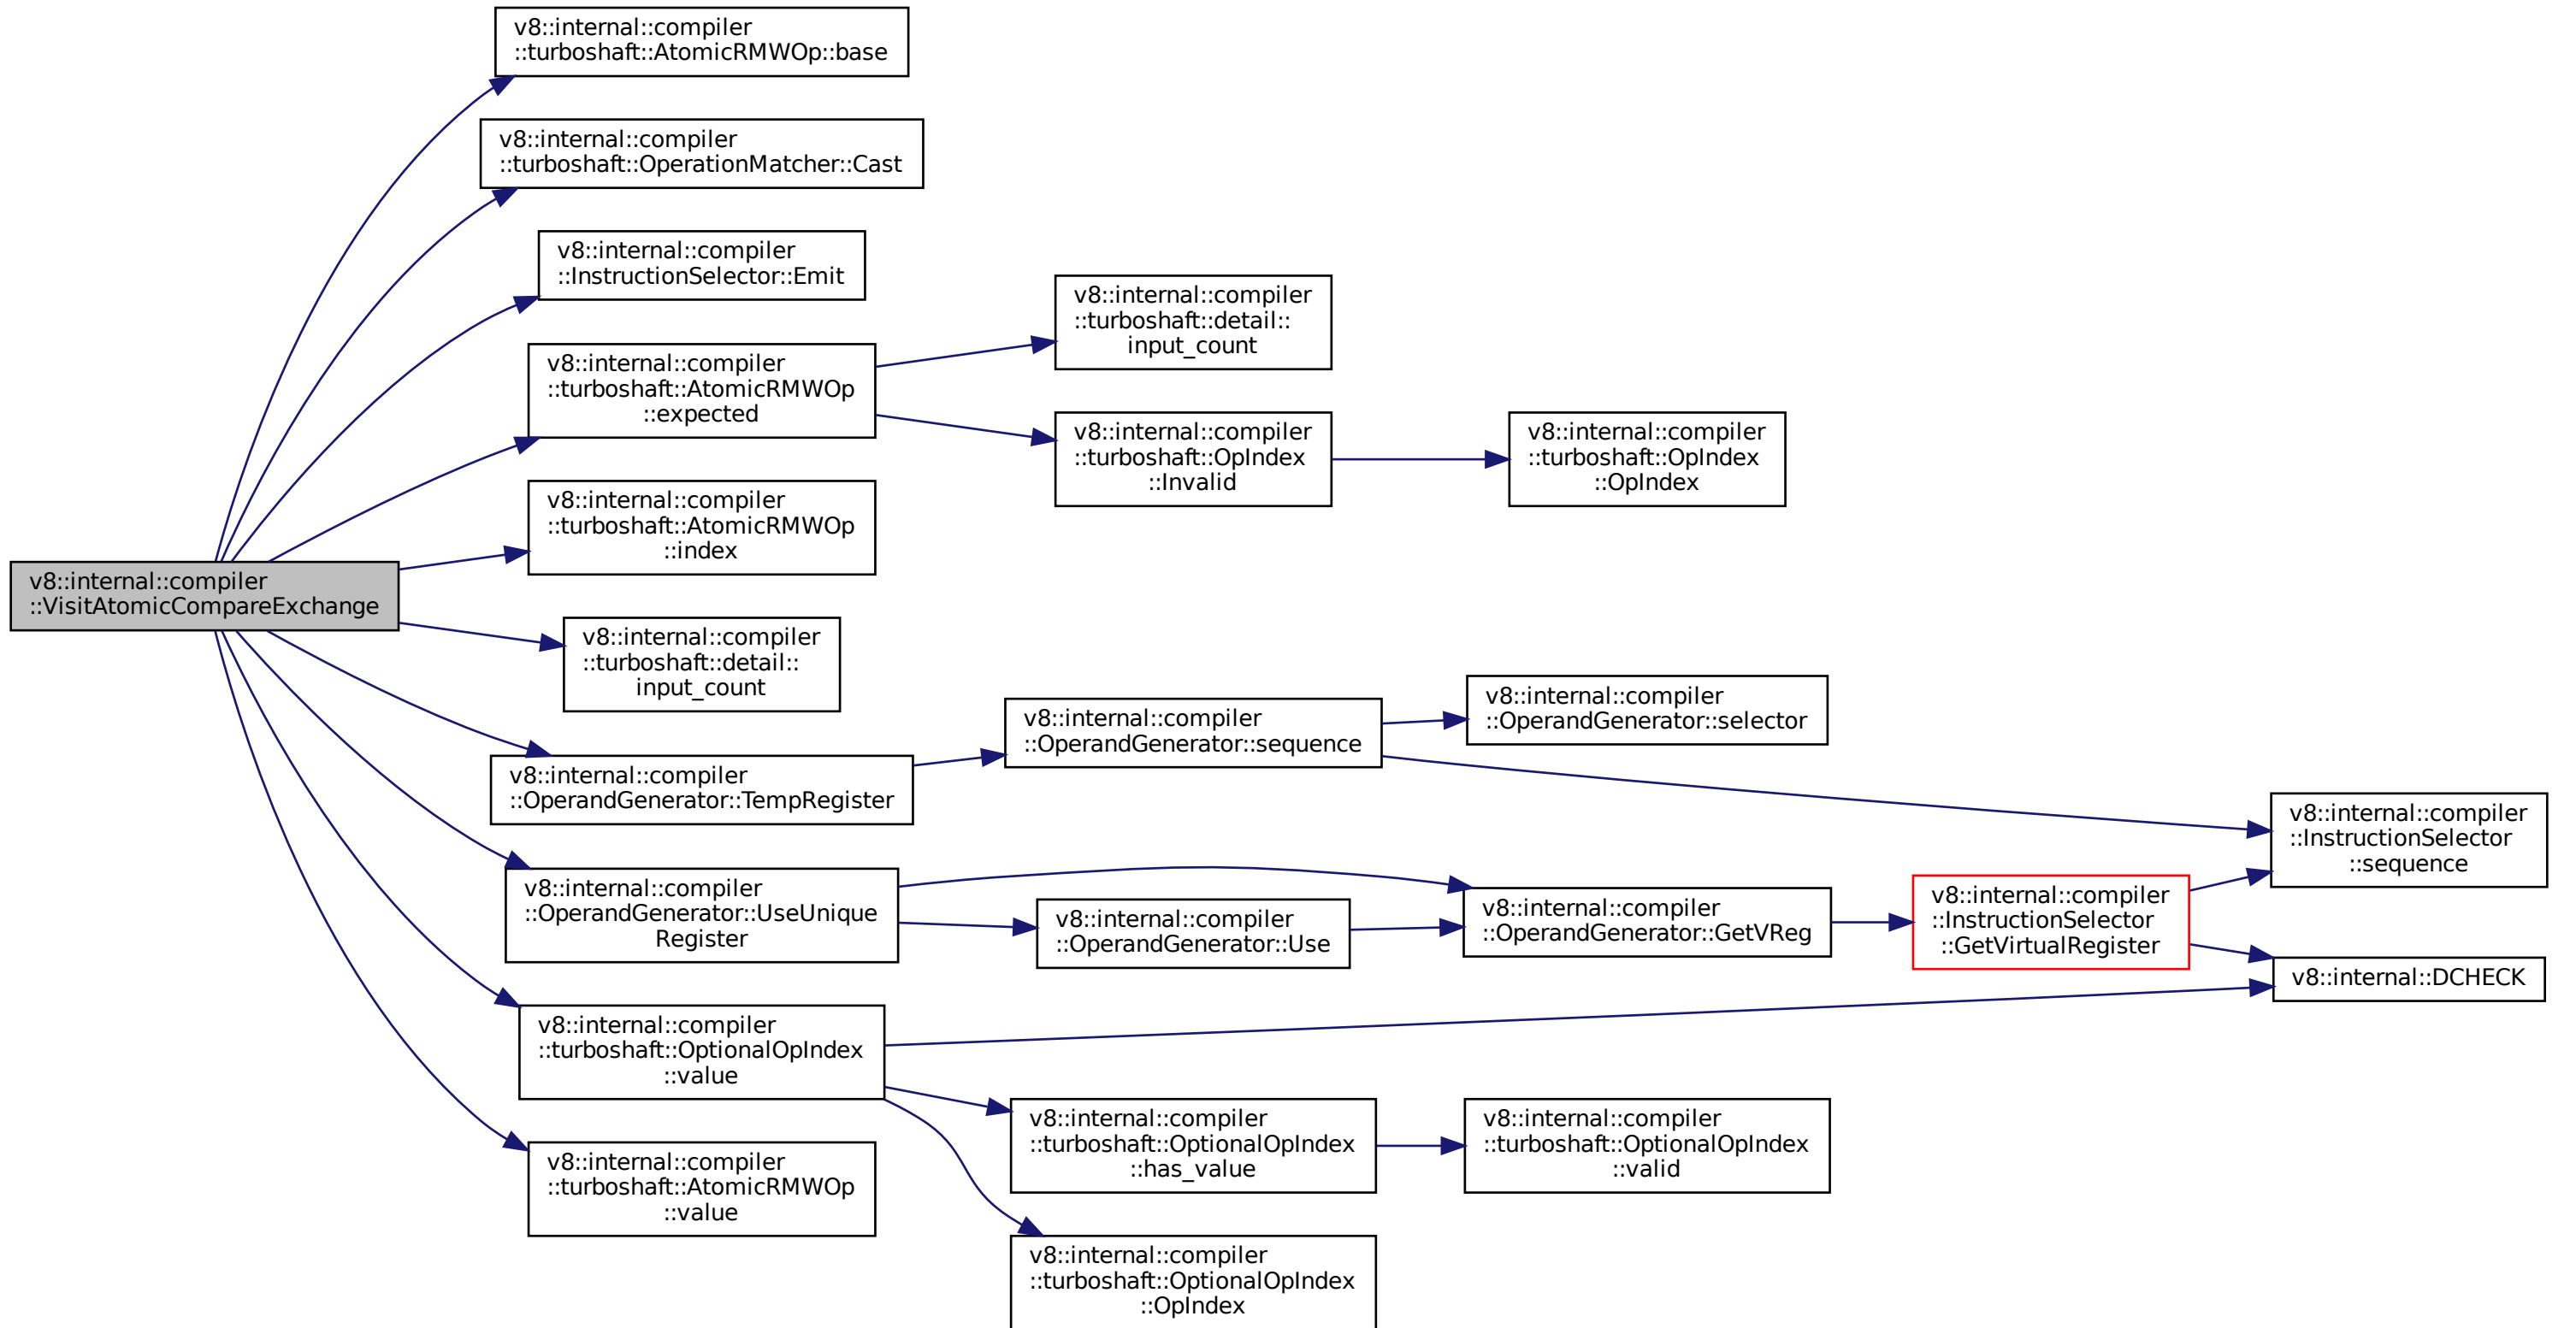 v8::internal::compiler
::turboshaft::AtomicRMWOp::base
v8::internal::compiler
::turboshaft::OperationMatcher::Cast
v8::internal::compiler
::InstructionSelector::Emit
v8::internal::compiler
::turboshaft::AtomicRMWOp
::expected
v8::internal::compiler
::turboshaft::detail::
input_count
v8::internal::compiler
::turboshaft::OpIndex
::Invalid
v8::internal::compiler
::turboshaft::OpIndex
::OpIndex
v8::internal::compiler
::turboshaft::AtomicRMWOp
::index
v8::internal::compiler
::VisitAtomicCompareExchange
v8::internal::compiler
::turboshaft::detail::
input_count
v8::internal::compiler
::OperandGenerator::TempRegister
v8::internal::compiler
::OperandGenerator::sequence
v8::internal::compiler
::OperandGenerator::selector
v8::internal::compiler
::InstructionSelector
::sequence
v8::internal::compiler
::OperandGenerator::UseUnique
Register
v8::internal::compiler
::OperandGenerator::Use
v8::internal::compiler
::OperandGenerator::GetVReg
v8::internal::compiler
::InstructionSelector
::GetVirtualRegister
v8::internal::DCHECK
v8::internal::compiler
::turboshaft::OptionalOpIndex
::value
v8::internal::compiler
::turboshaft::OptionalOpIndex
::has_value
v8::internal::compiler
::turboshaft::OptionalOpIndex
::valid
v8::internal::compiler
::turboshaft::AtomicRMWOp
::value
v8::internal::compiler
::turboshaft::OptionalOpIndex
::OpIndex